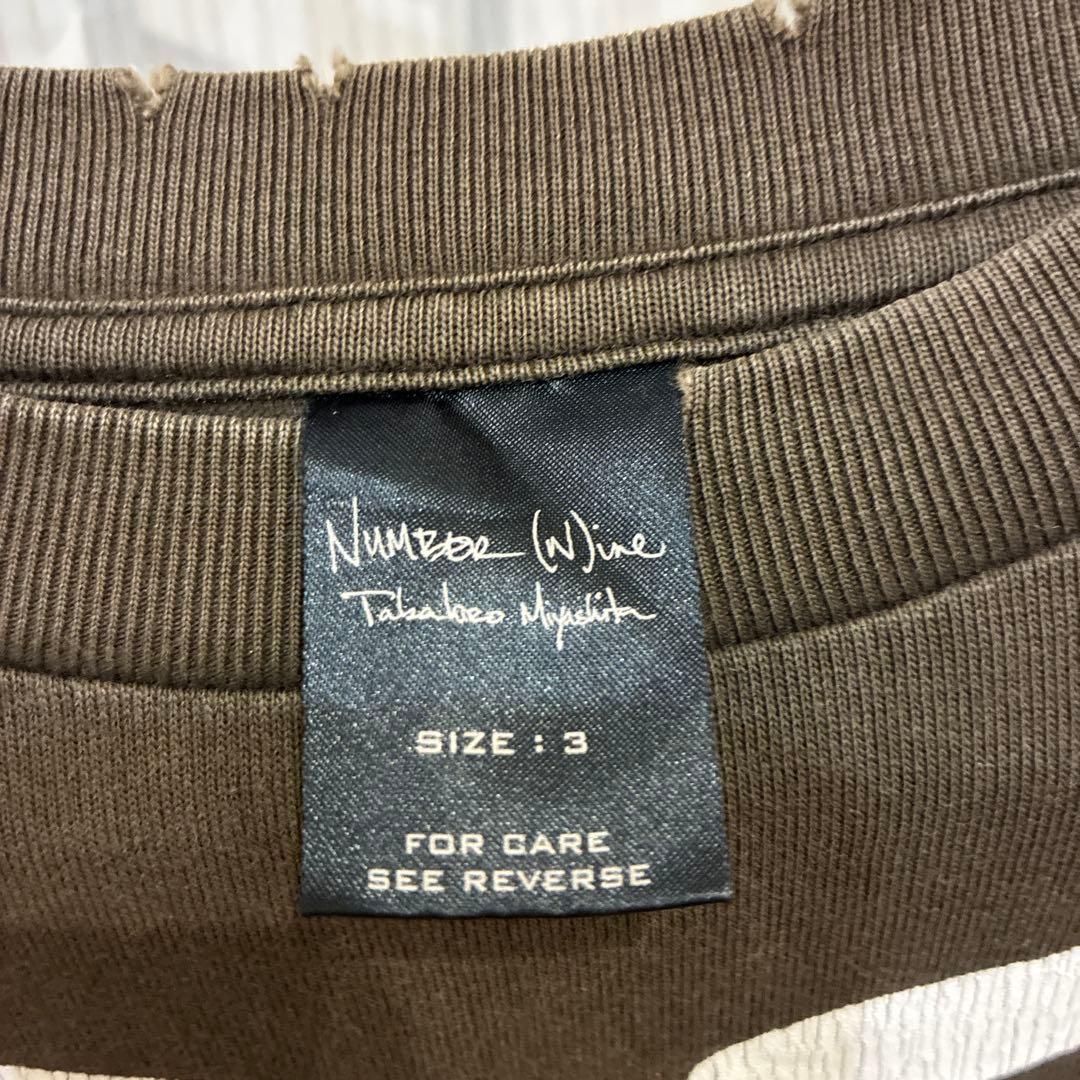 NUMBER (N)ine
Takahiro Miyashita
SIZE : 3
FOR CARE
SEE REVERSE